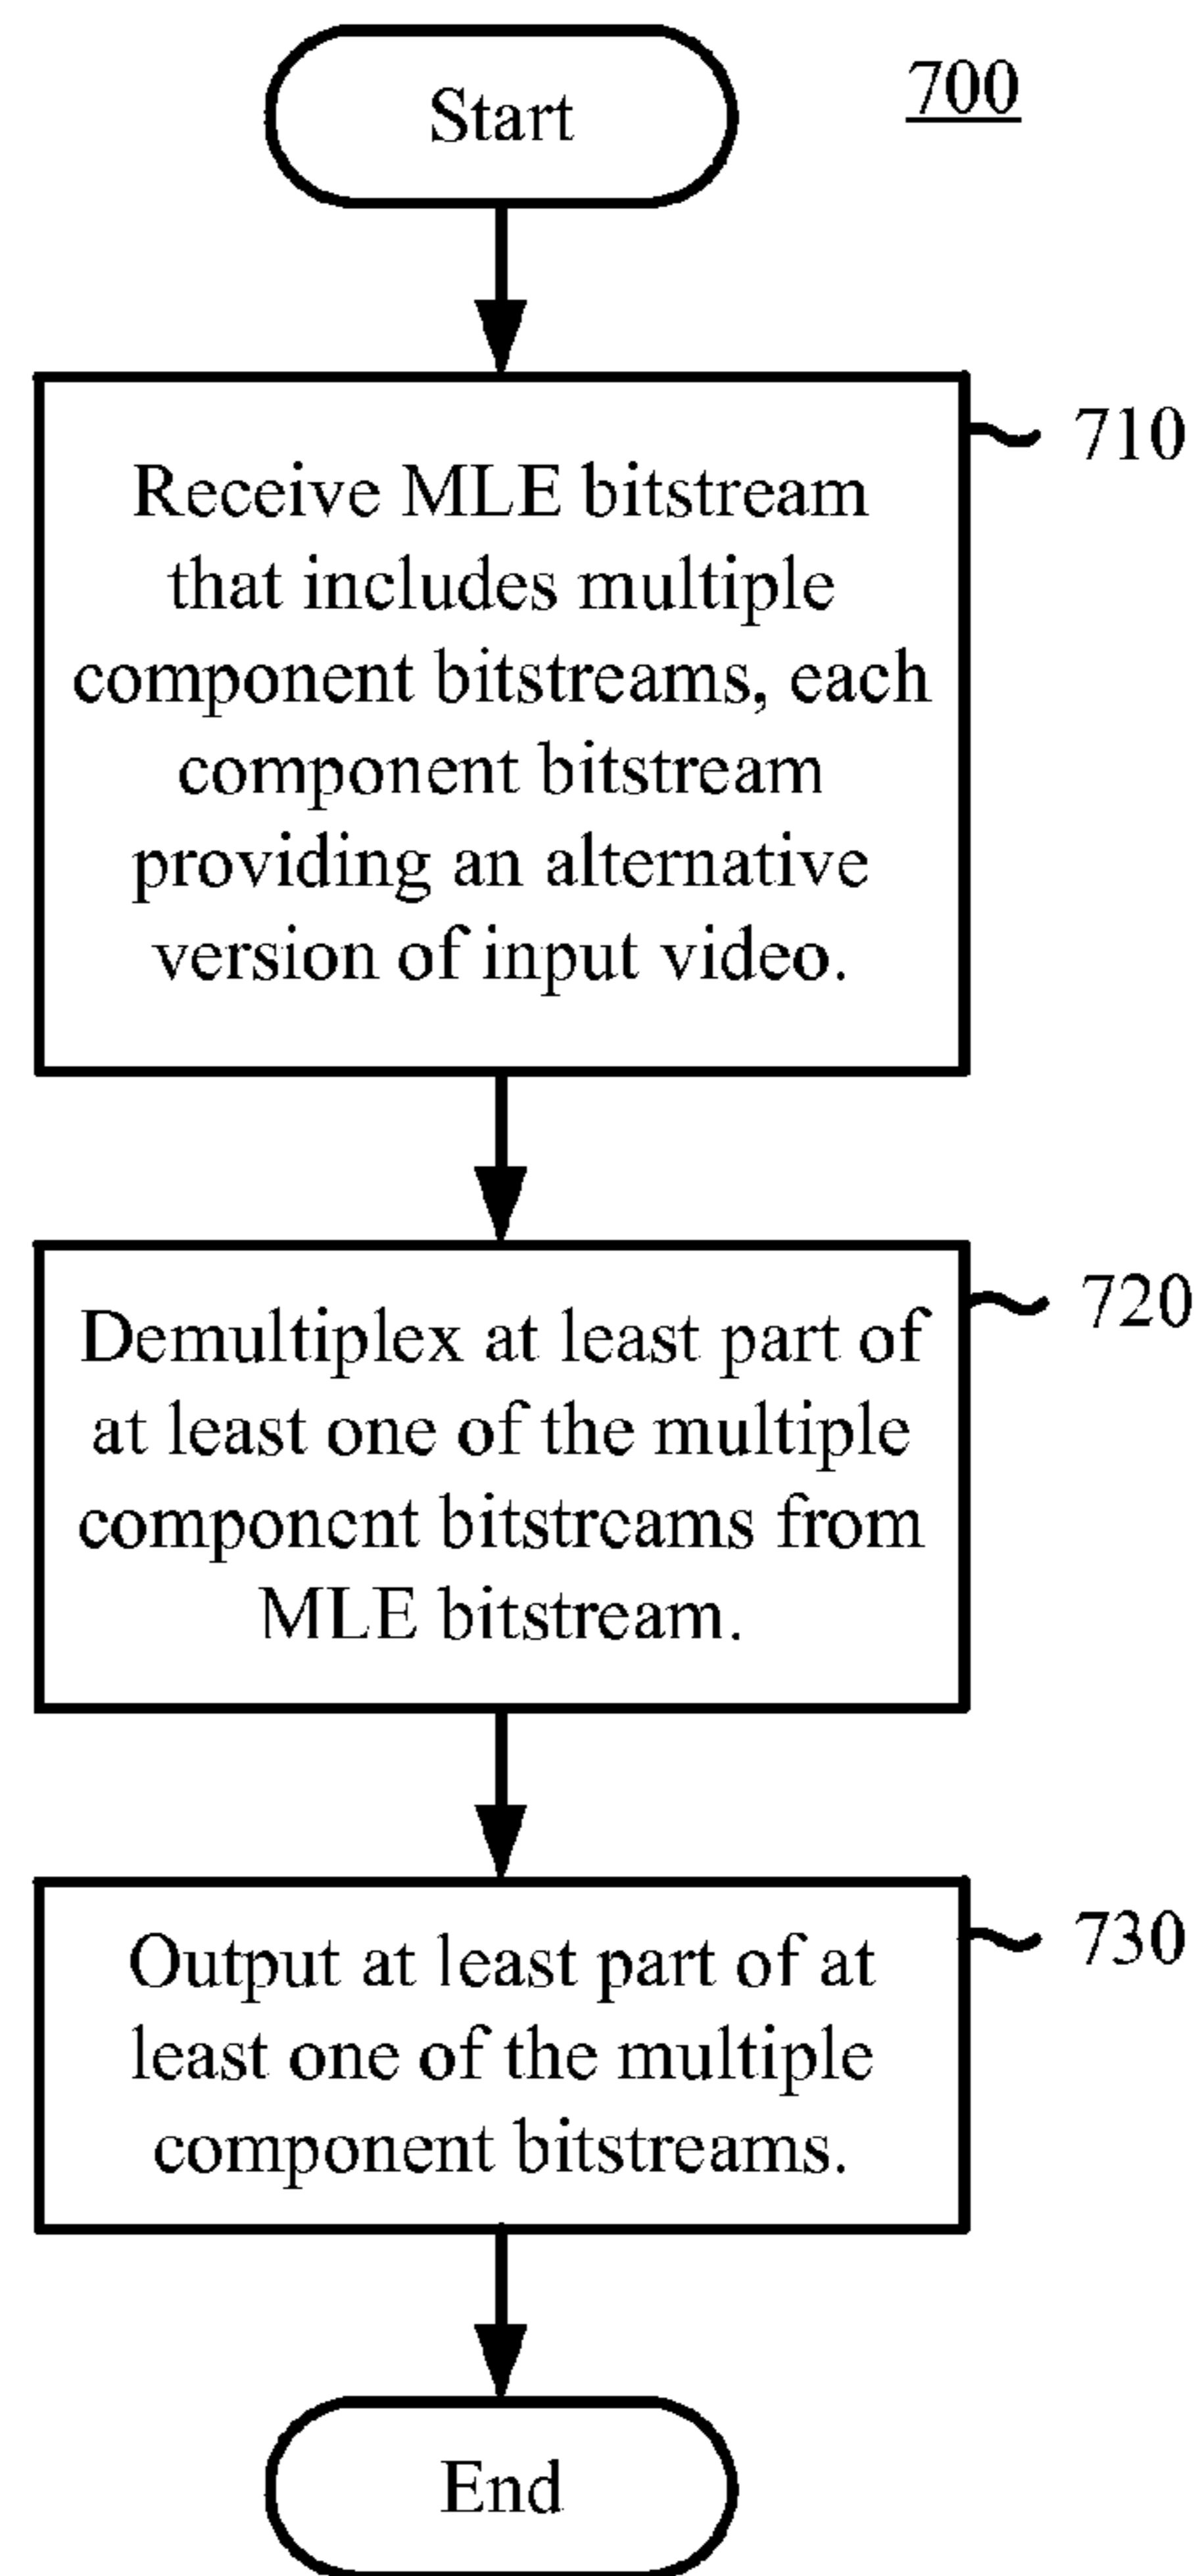 Start
700
710
Receive MLE bitstream
that includes multiple
component bitstreams, each
component bitstream
providing an alternative
version of input video.
720
Demultiplex at least part of
at least one of the multiple
component bitstreams from
MLE bitstream.
730
Output at least part of at
least one of the multiple
component bitstreams.
End